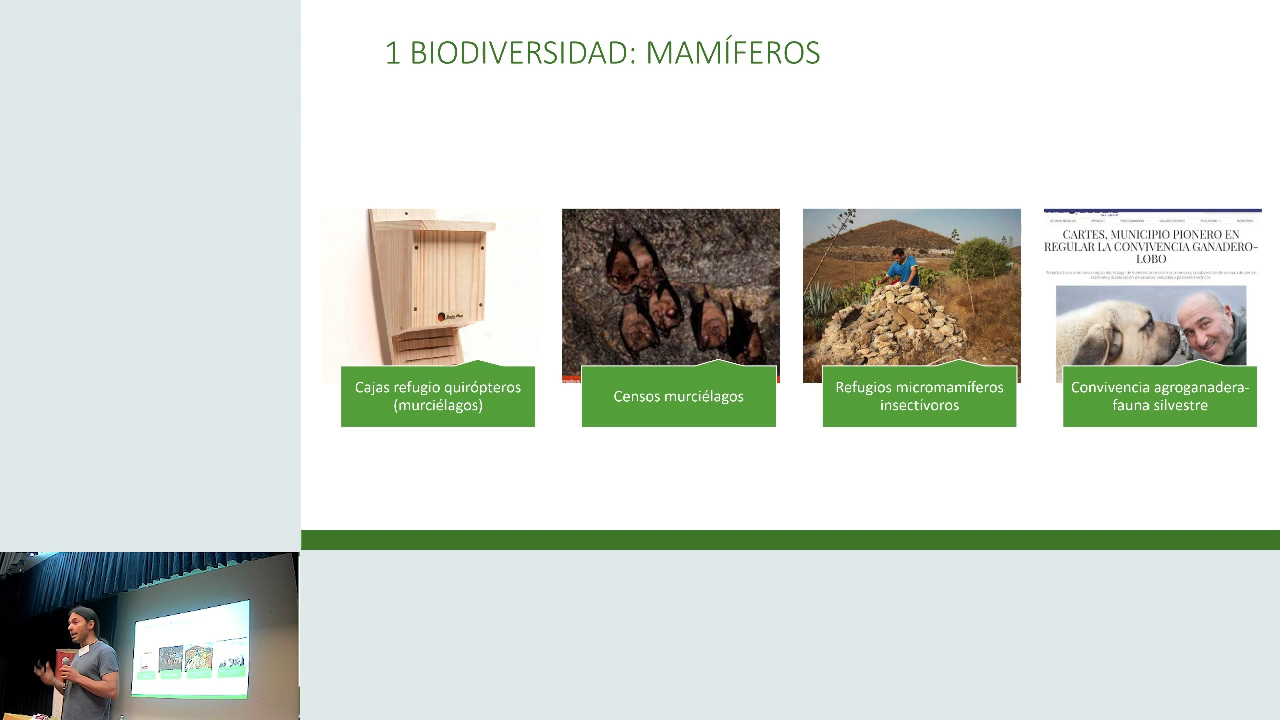 1 BIODIVERSIDAD: MAMÍFEROS
CARTES, MUNICIPIO PIONERO EN
REGULAR LA CONVIVENCIA GANADERO-
LOBO
Cajas refugio quirópteros
(murciélagos)
Censos murciélagos
Refugios micromamíferos
insectívoros
Convivencia agroganadera-
fauna silvestre